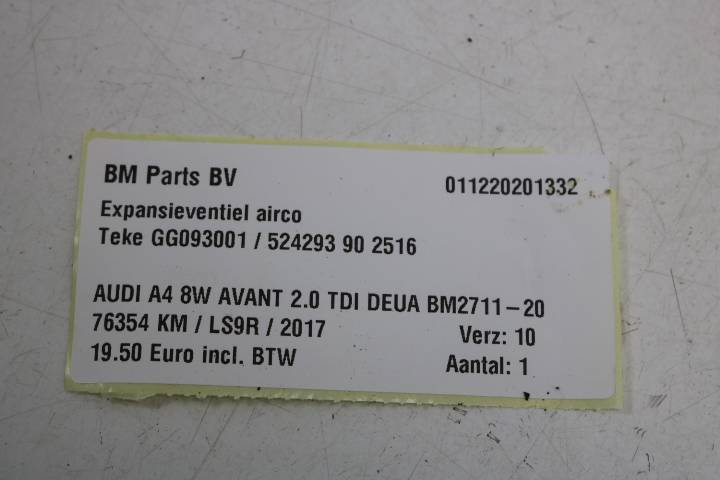 BM Parts BV 011220201332
Expansieventiel airco
Teke GG093001 / 524293 90 2516
AUDI A4 8W AVANT 2.0 TDI DEUA BM2711-20
76354 KM / LS9R / 2017 Verz: 10
19.50 Euro incl. BTW Aantal: 1